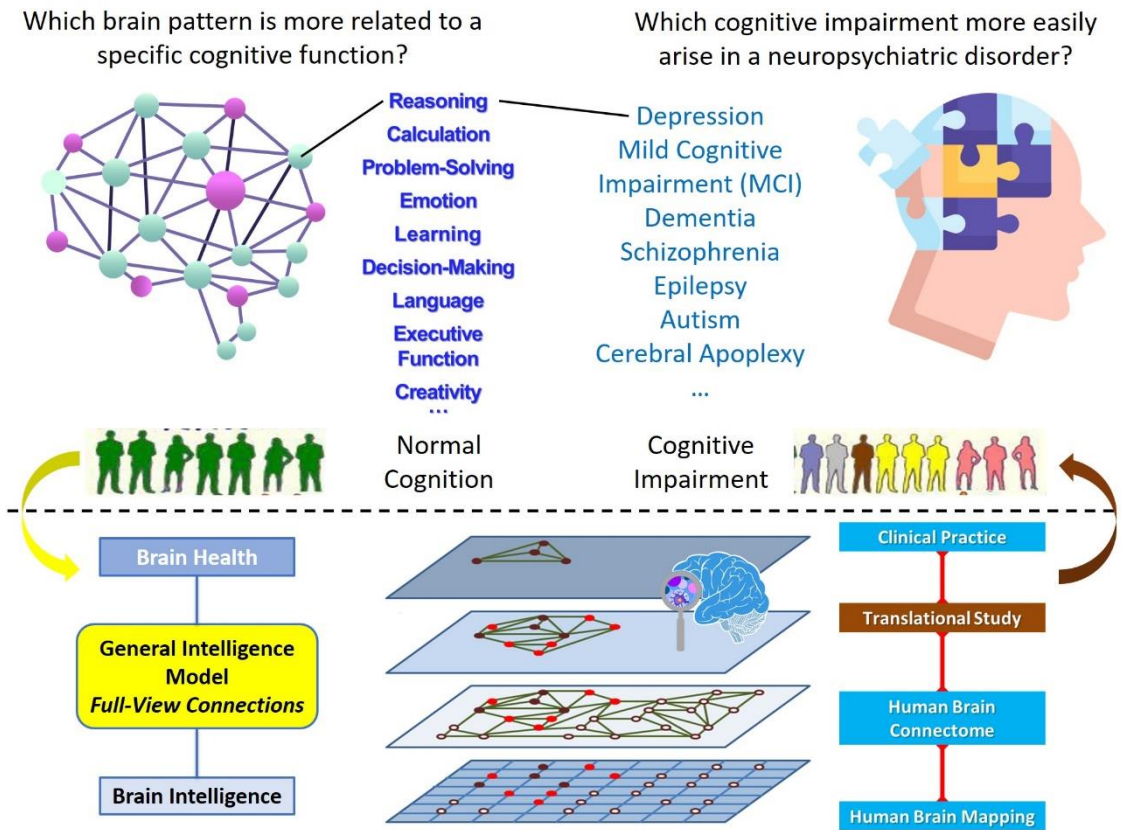 Which brain pattern is more related to a
specific cognitive function?
Which cognitive impairment more easily
arise in a neuropsychiatric disorder?
Reasoning
Calculation
Problem-Solving
Emotion
Learning
Decision-Making
Language
Executive
Function
Creativity
...
Depression
Mild Cognitive
Impairment (MCI)
Dementia
Schizophrenia
Epilepsy
Autism
Cerebral Apoplexy
...
Normal
Cognition
Cognitive
Impairment
Brain Health
General Intelligence
Model
Full-View Connections
Brain Intelligence
Clinical Practice
Translational Study
Human Brain
Connectome
Human Brain Mapping